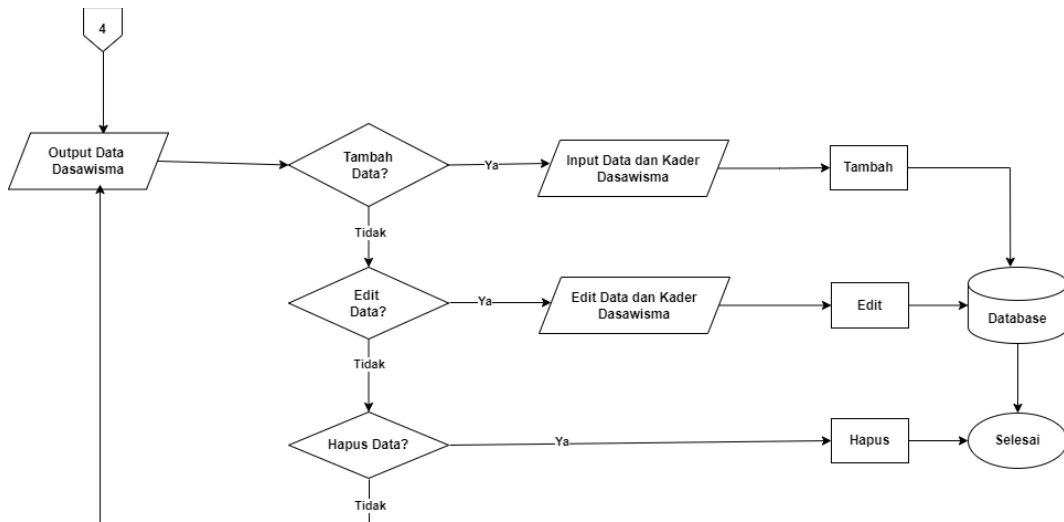 4
Output Data
Dasawisma
Tambah
Data?
Ya
Input Data dan Kader
Dasawisma
Tambah
Tidak
Edit
Data?
Ya
Edit Data dan Kader
Dasawisma
Edit
Database
Tidak
Hapus Data?
Ya
Hapus
Selesai
Tidak